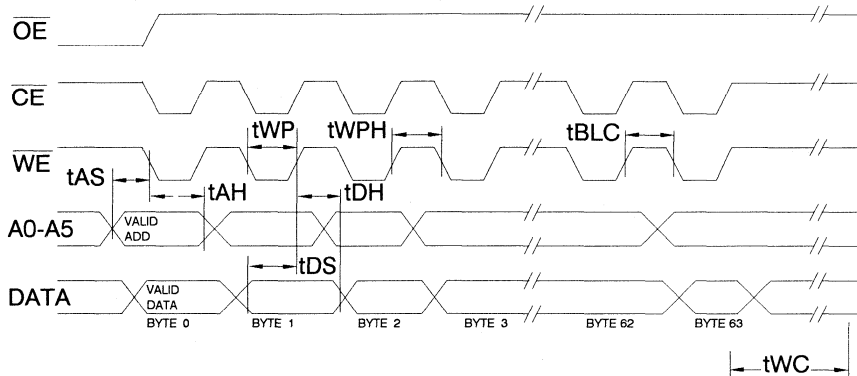 OE
CE
tWP
tWPH
tBLC
WE
tAS
tAH
tDH
A0-A5
VALID
ADD
tDS
DATA
VALID
DATA
BYTE 0
BYTE 1
BYTE 2
BYTE 3
BYTE 62
BYTE 63
tWC